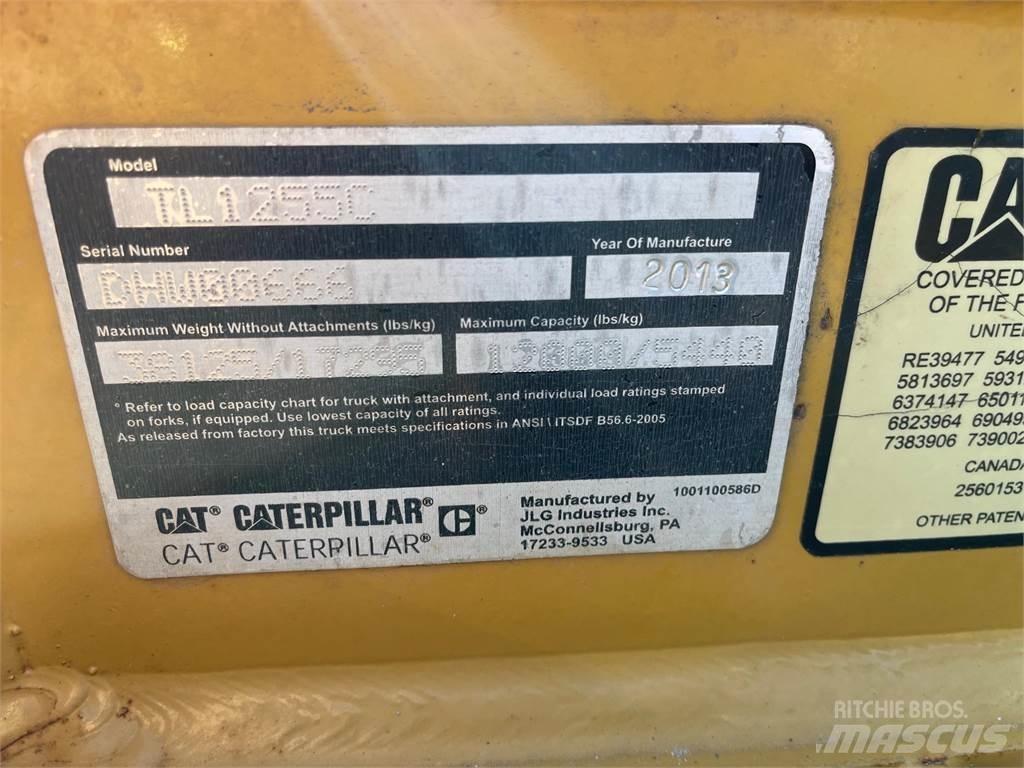 Model
TL1255C
Serial Number
DHW00666
Year Of Manufacture
2013
Maximum Weight Without Attachments (lbs/kg)
Maximum Capacity (lbs/kg)
12000/5440
° Refer to load capacity chart for truck with attachment, and individual load ratings stamped
on forks, if equipped. Use lowest capacity of all ratings.
As released from factory this truck meets specifications in ANSI \ ITSDF B56.6-2005
CAT® CATERPILLAR® C ®
CAT® CATERPILLAR®
Manufactured by
JLG Industries Inc.
McConnellsburg, PA
17233-9533 USA
1001100586D
CA
COVERED
OF THE F
UNITE
RE39477 549
5813697 5931
6374147 65011
6823964 69049
7383906 739002
CANADA
2560153
OTHER PATEN
RITCHIE BROS.
MASCUS